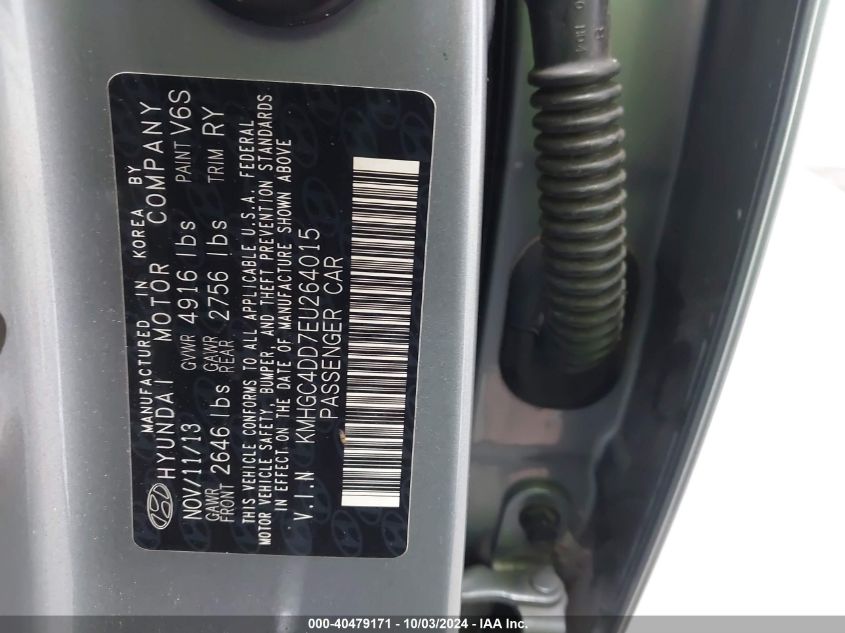 MANUFACTURED IN KOREA BY
HYUNDAI MOTOR COMPANY
NOV/11/13 GVWR 4916 lbs PAINT V6S
GAWR FRONT 2646 lbs GAWR REAR 2756 lbs TRIM RY
THIS VEHICLE CONFORMS TO ALL APPLICABLE U.S.A. FEDERAL
MOTOR VEHICLE SAFETY, BUMPER, AND THEFT PREVENTION STANDARDS
IN EFFECT ON THE DATE OF MANUFACTURE SHOWN ABOVE
V.I.N KMHGC4DD7EU264015
PASSENGER CAR
000-40479171 - 10/03/2024 - IAA Inc.